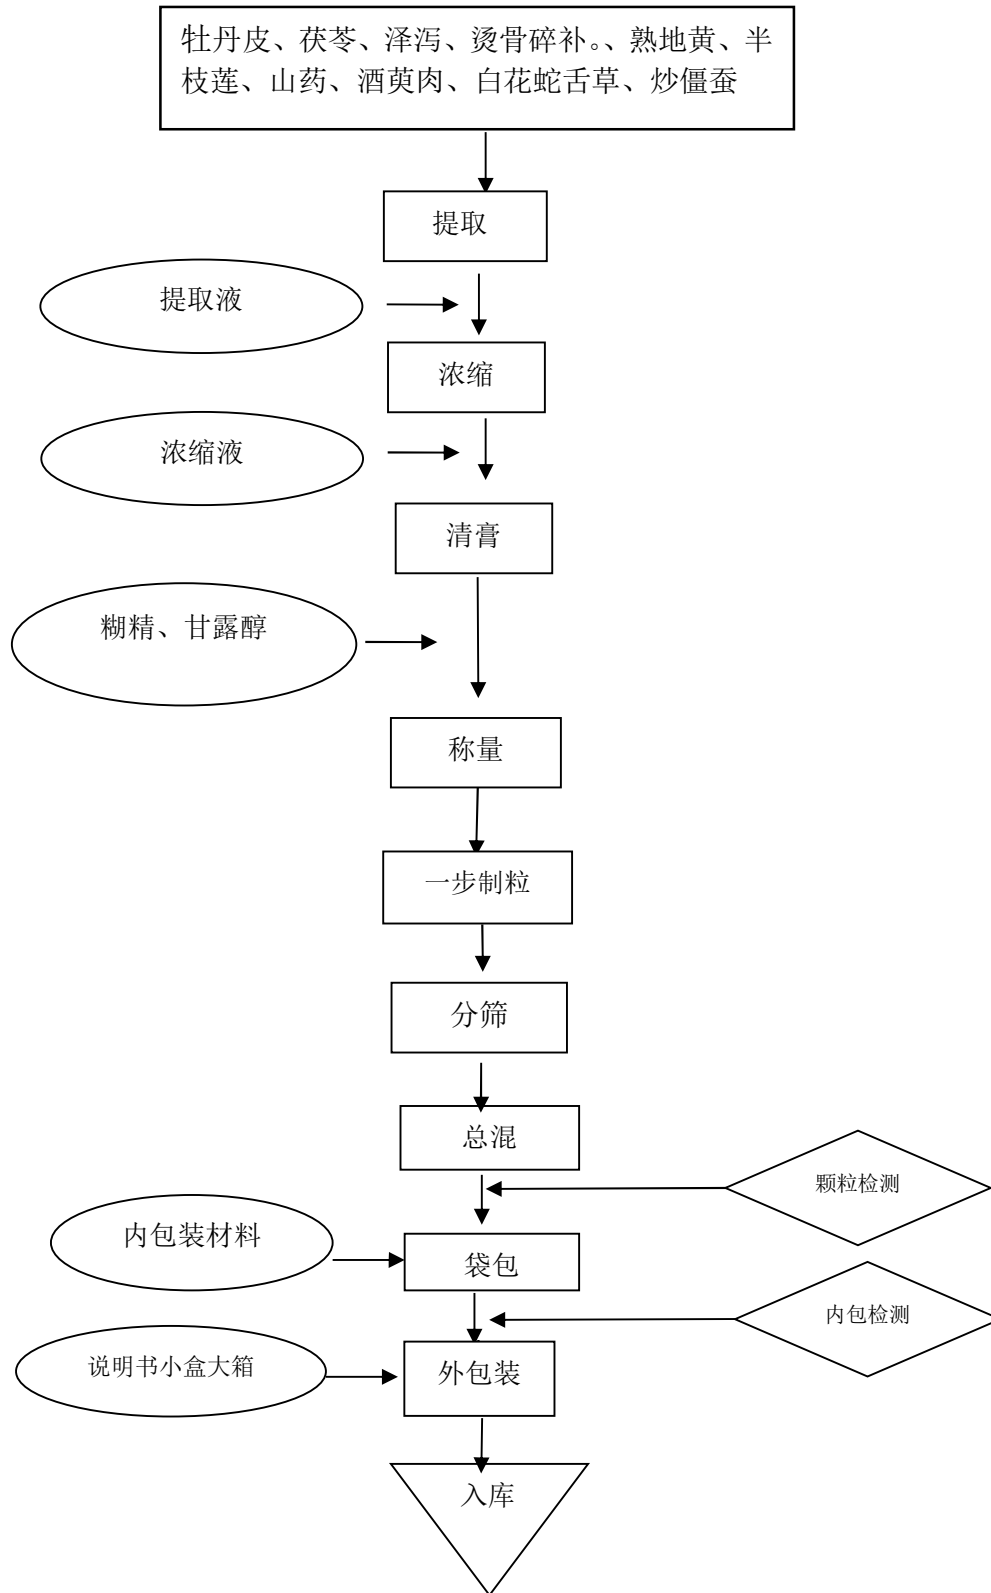 牡丹皮、茯苓、泽泻、烫骨碎补。、熟地黄、半
枝莲、山药、酒萸肉、白花蛇舌草、炒僵蚕
提取
提取液
浓缩
浓缩液
清膏
糊精、甘露醇
称量
一步制粒
分筛
总混
颗粒检测
内包装材料
袋包
内包检测
说明书小盒大箱
外包装
入库